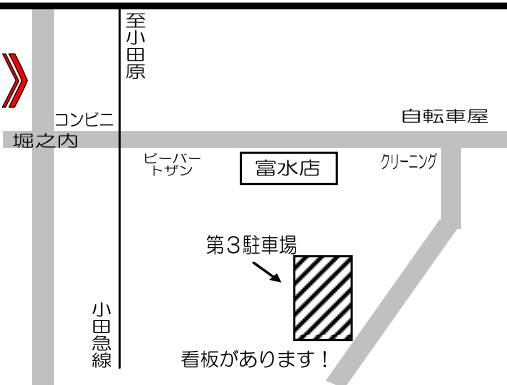 至小田原
コンビニ
自転車屋
堀之内
ビーバー
トザン
富水店
クリーニング
第3駐車場
小田急線
看板があります！